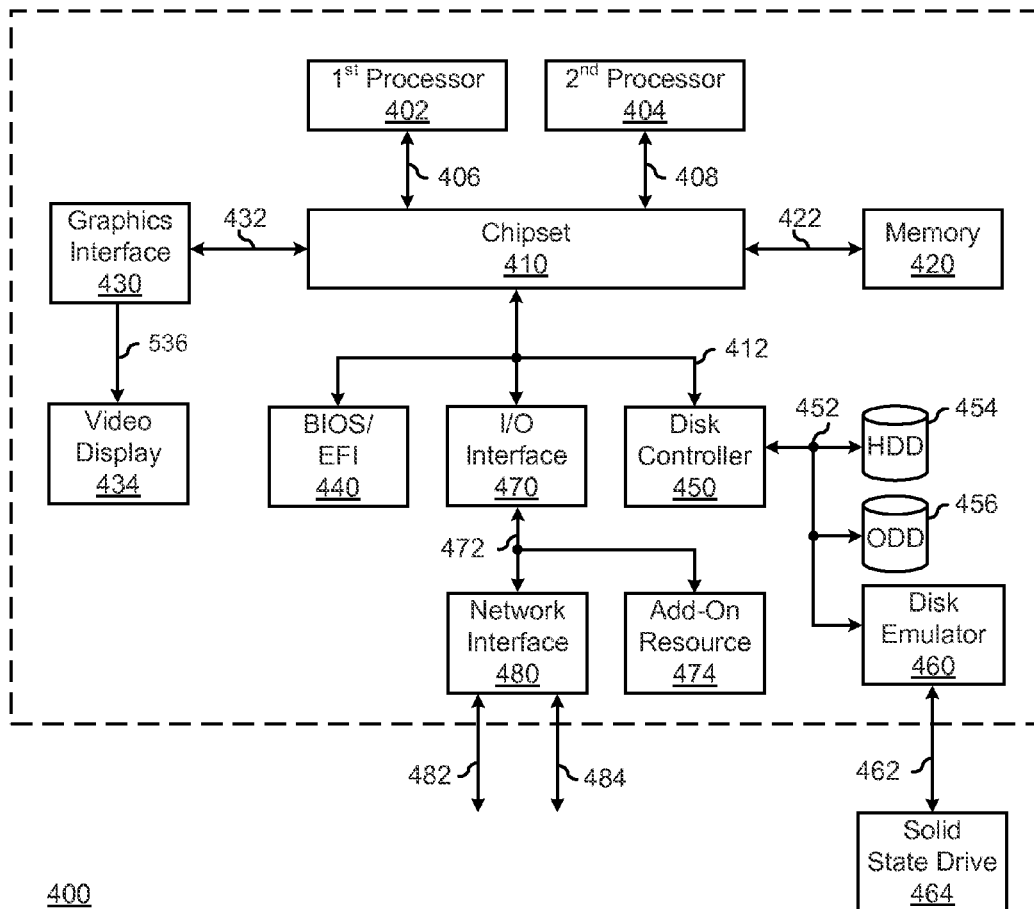 1st Processor
402
2nd Processor
404
406
408
Graphics
Interface
430
432
Chipset
410
422
Memory
420
536
412
Video
Display
434
BIOS/
EFI
440
I/O
Interface
470
Disk
Controller
450
452
HDD
454
ODD
456
472
Network
Interface
480
Add-On
Resource
474
Disk
Emulator
460
482
484
462
Solid
State Drive
464
400